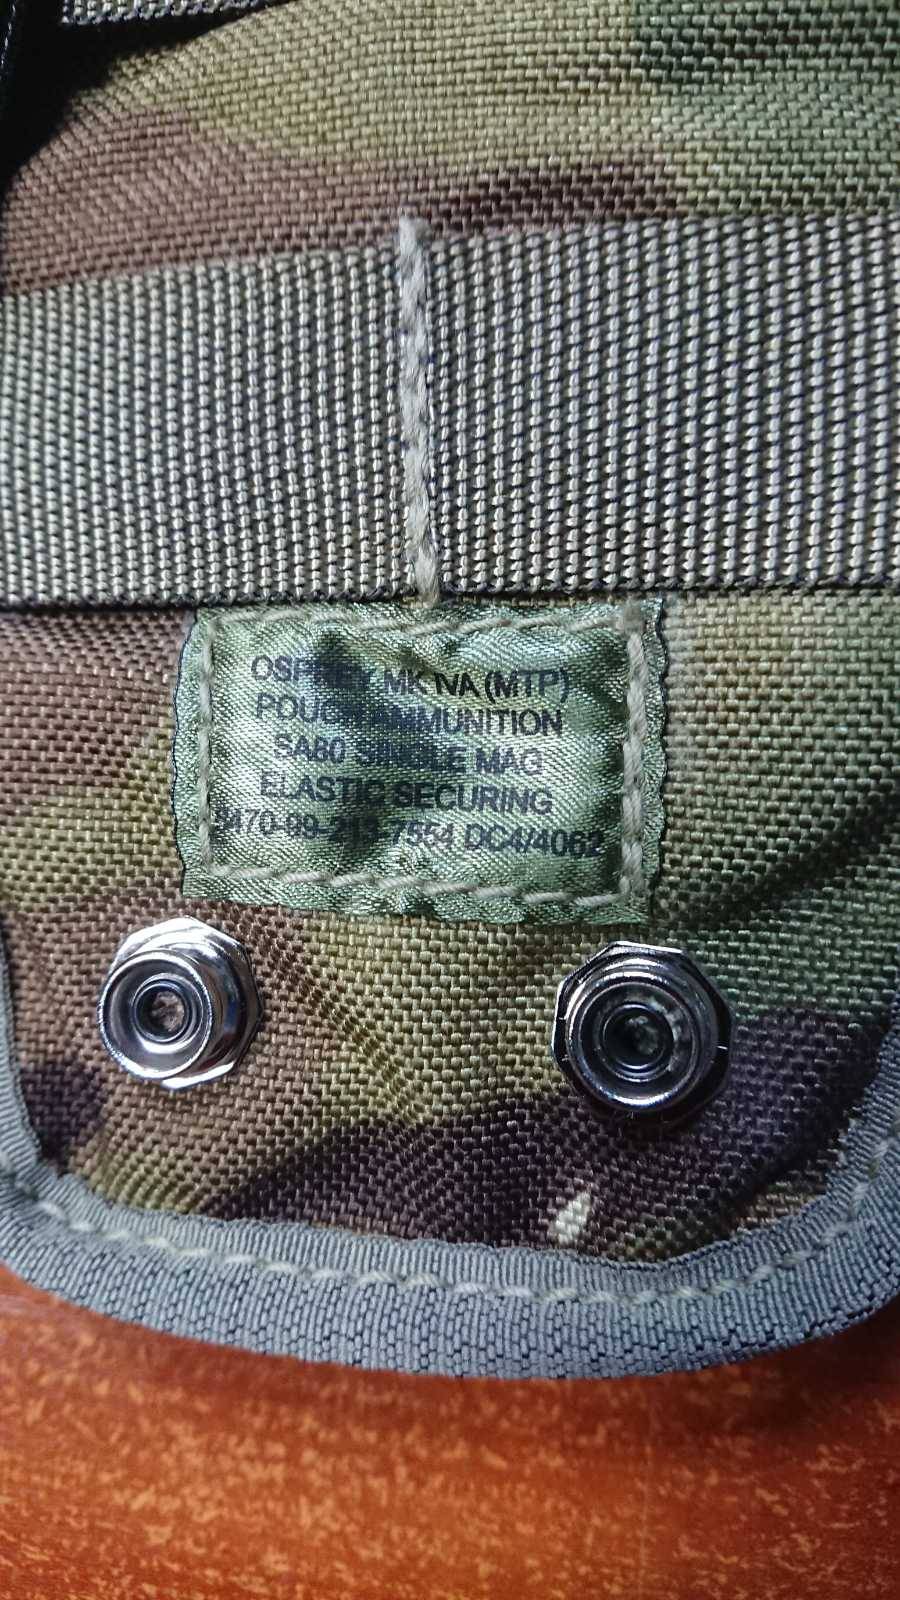 OSPREY MK IVA (MTP)
POUCH AMMUNITION
SA80 SINGLE MAG
ELASTIC SECURING
8470-99-213-7554 DC4/4062